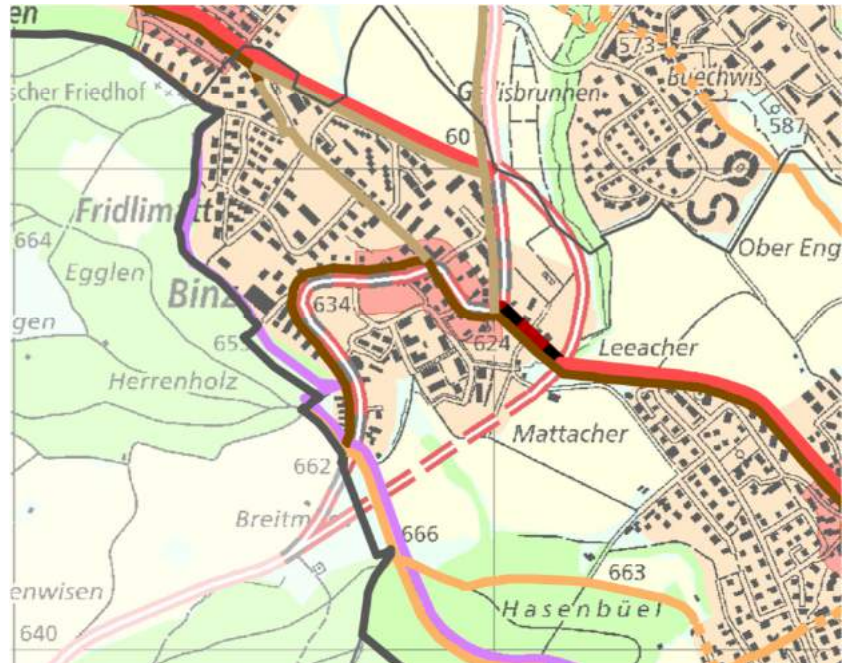 en
573
Buechwis
scher Friedhof
isbrunnen
587
60
Fridlimatt
664
Egglen
Ober Eng
Binz
634
gen
655
624
Leeacher
Herrenholz
Mattacher
662
Breitm
666
663
enwisen
Hasenbüel
640